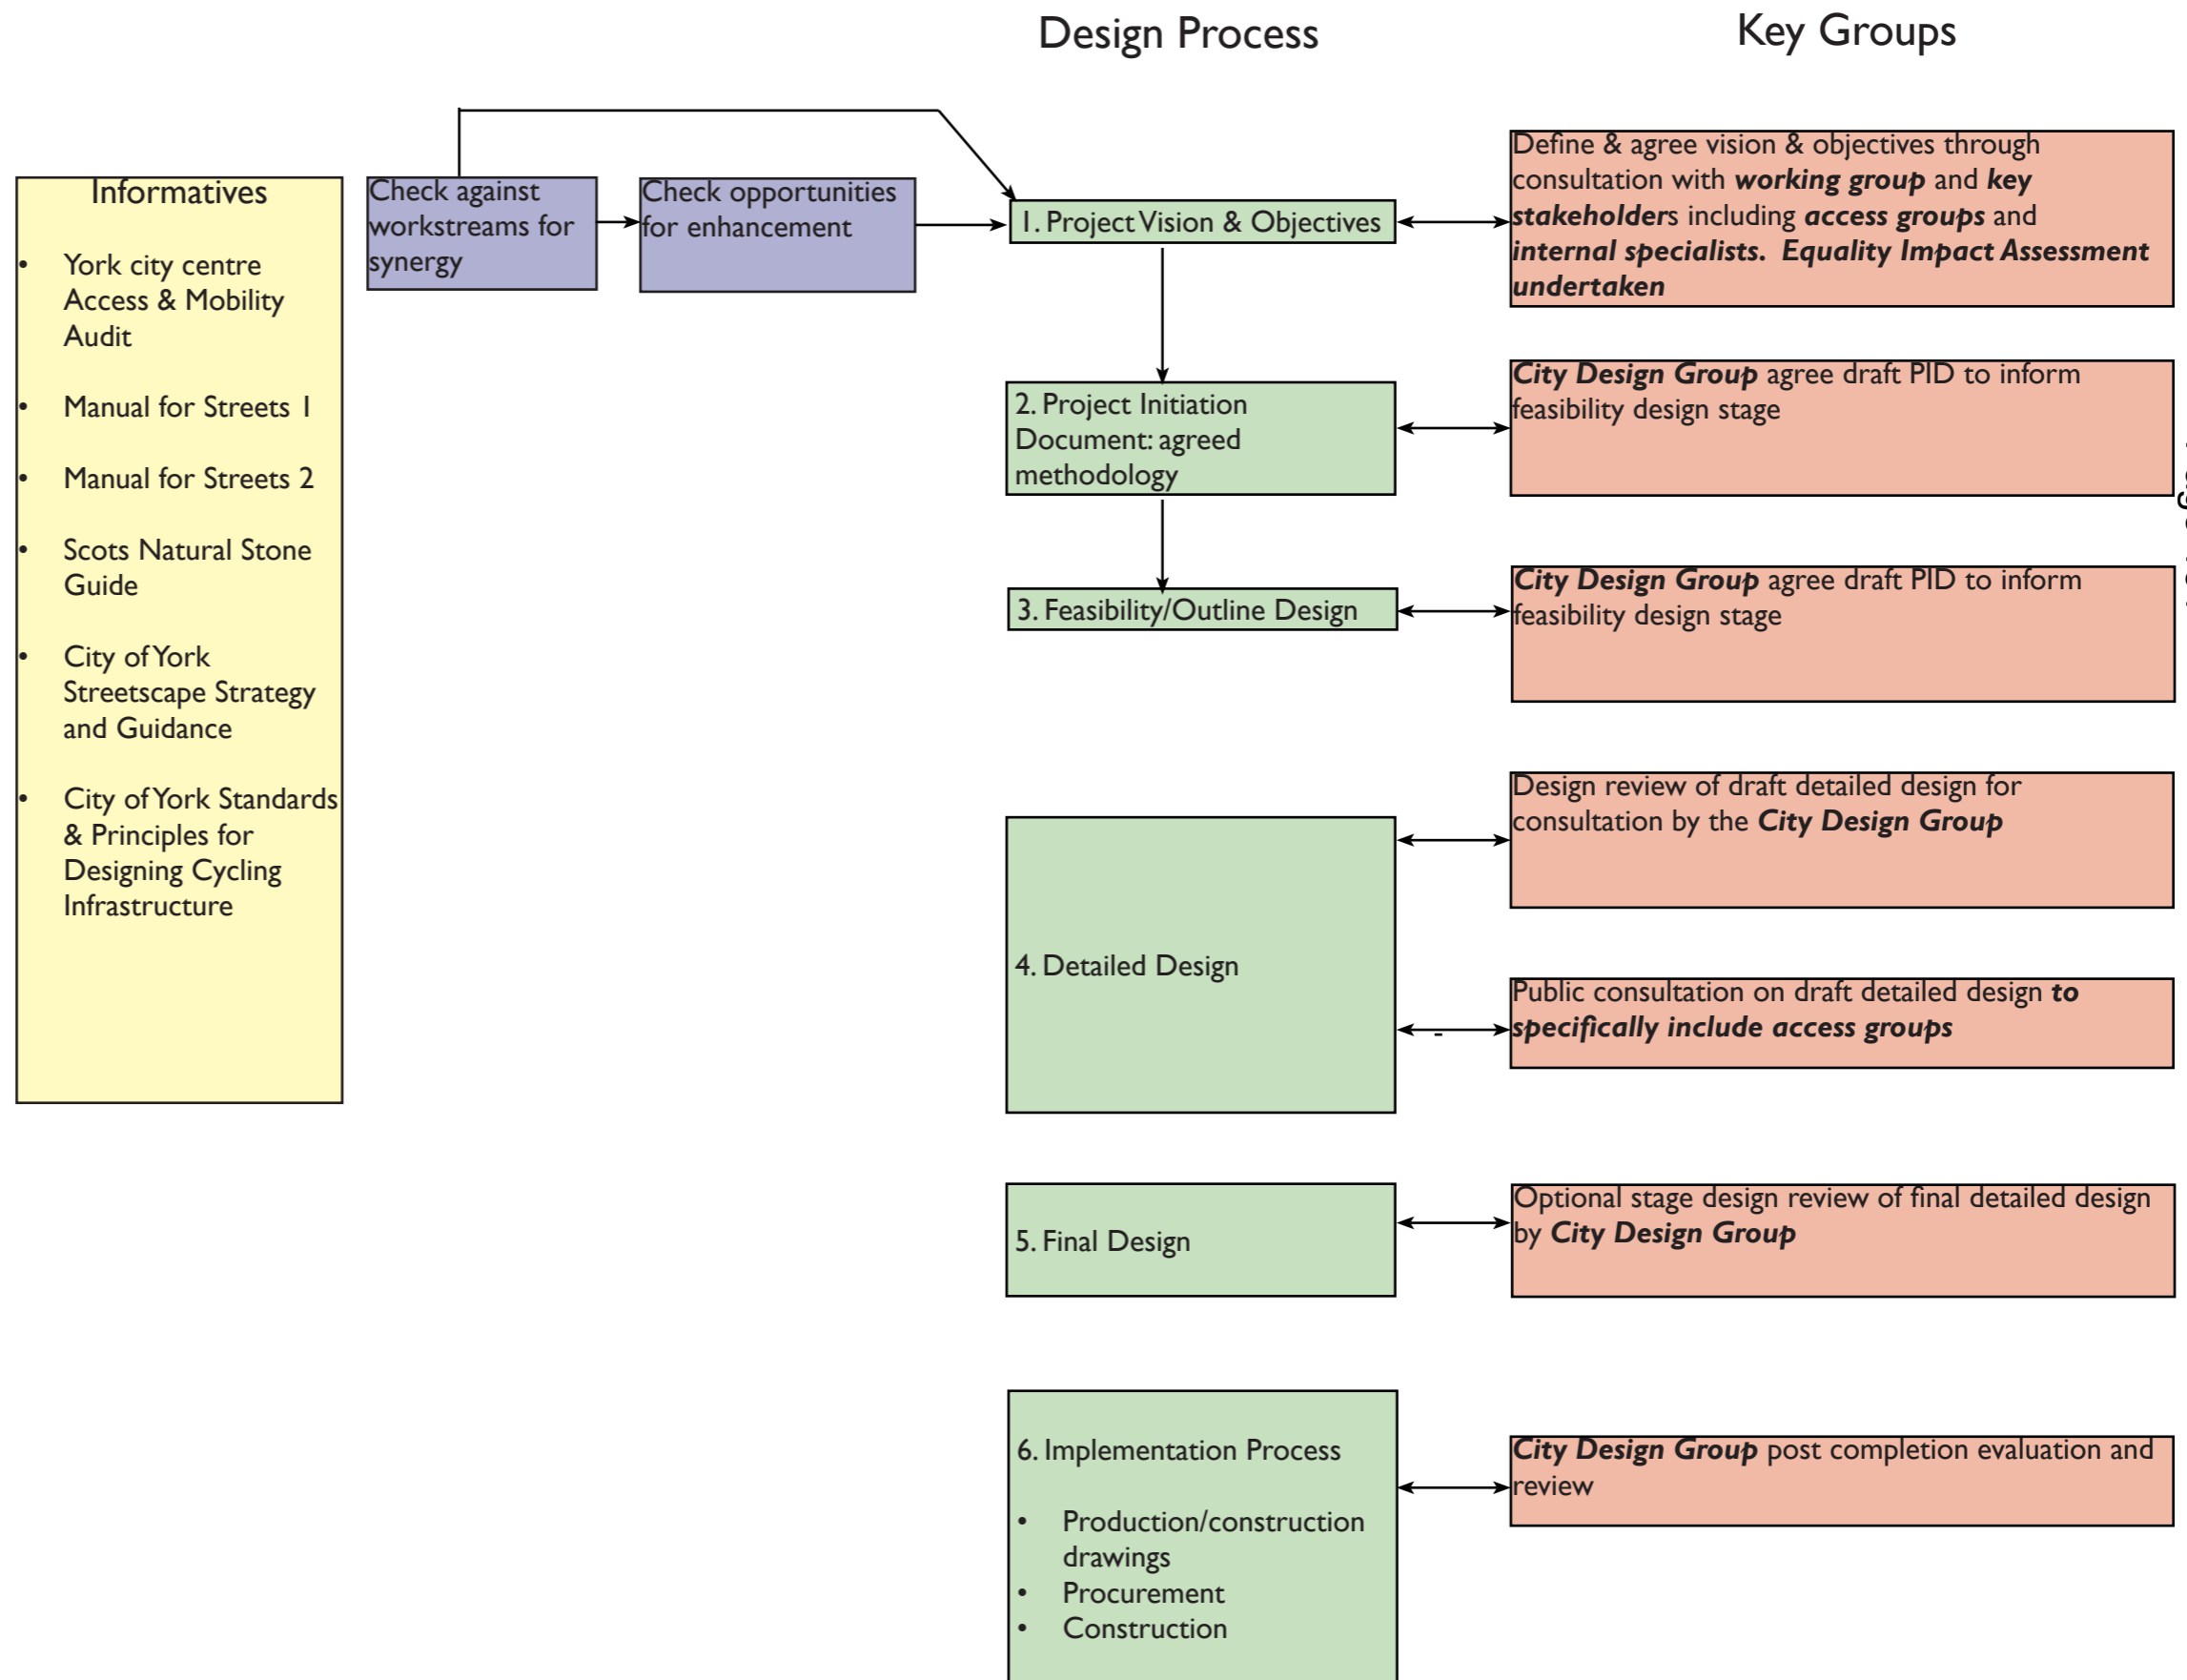 Design Process
Key Groups
Informatives
• York city centre
Access & Mobility
Audit
• Manual for Streets 1
• Manual for Streets 2
• Scots Natural Stone
Guide
• City of York
Streetscape Strategy
and Guidance
• City of York Standards
& Principles for
Designing Cycling
Infrastructure
Check against
workstreams for
synergy
Check opportunities
for enhancement
1. Project Vision & Objectives
Define & agree vision & objectives through
consultation with working group and key
stakeholders including access groups and
internal specialists. Equality Impact Assessment
undertaken
2. Project Initiation
Document: agreed
methodology
City Design Group agree draft PID to inform
feasibility design stage
3. Feasibility/Outline Design
City Design Group agree draft PID to inform
feasibility design stage
4. Detailed Design
Design review of draft detailed design for
consultation by the City Design Group
-
Public consultation on draft detailed design to
specifically include access groups
5. Final Design
Optional stage design review of final detailed design
by City Design Group
6. Implementation Process
• Production/construction
drawings
• Procurement
• Construction
City Design Group post completion evaluation and
review